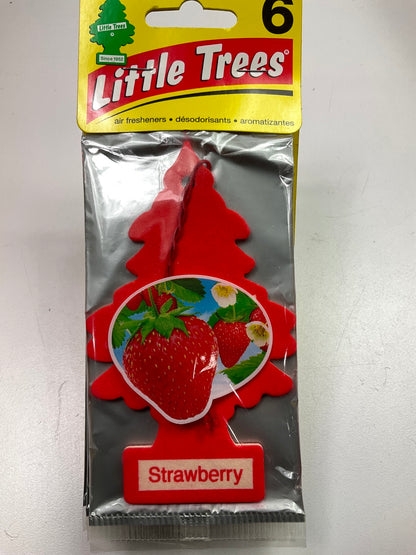 6
Little Trees
Since 1952
Little Trees®
air fresheners • désodorisants • aromatizantes
Strawberry